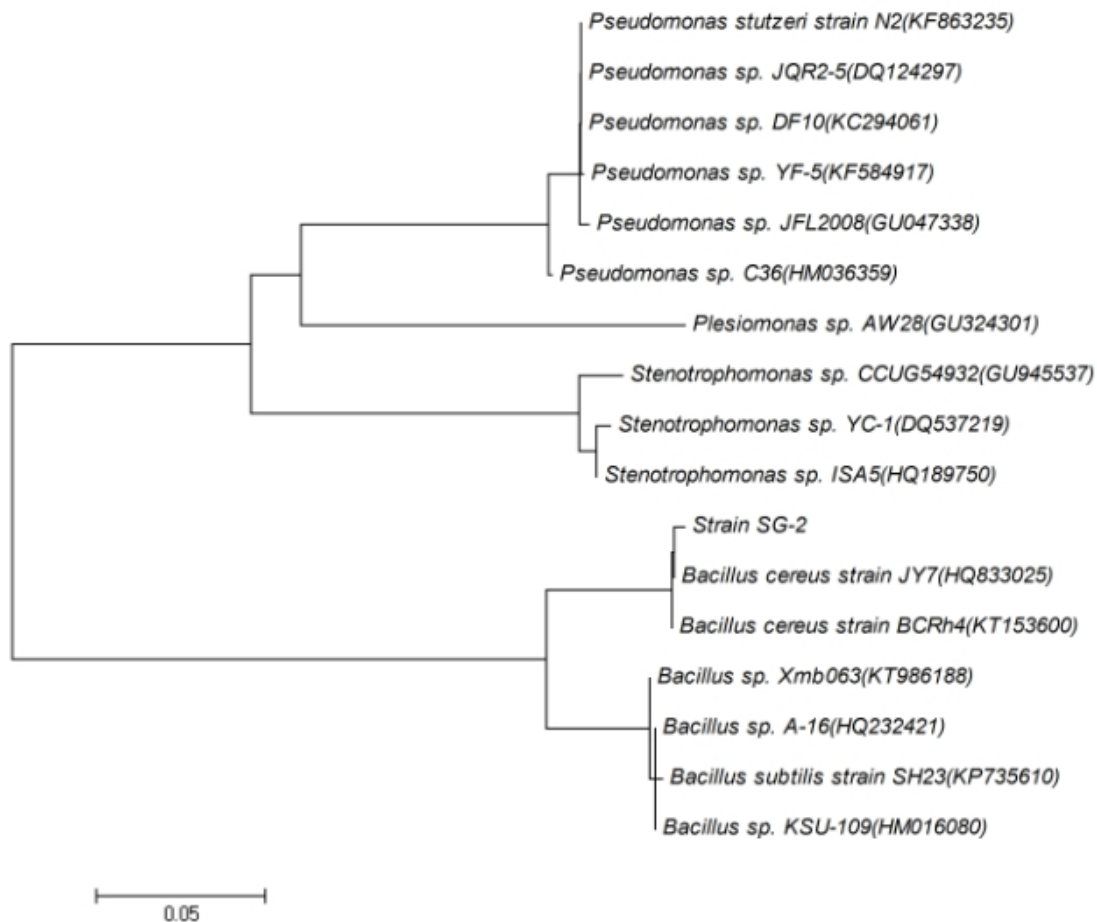 Pseudomonas stutzeri strain N2(KF863235)
Pseudomonas sp. JQR2-5(DQ124297)
Pseudomonas sp. DF10(KC294061)
Pseudomonas sp. YF-5(KF584917)
Pseudomonas sp. JFL2008(GU047338)
Pseudomonas sp. C36(HM036359)
Plesiomonas sp. AW28(GU324301)
Stenotrophomonas sp. CCUG54932(GU945537)
Stenotrophomonas sp. YC-1(DQ537219)
Stenotrophomonas sp. ISA5(HQ189750)
Strain SG-2
Bacillus cereus strain JY7(HQ833025)
Bacillus cereus strain BCRh4(KT153600)
Bacillus sp. Xmb063(KT986188)
Bacillus sp. A-16(HQ232421)
Bacillus subtilis strain SH23(KP735610)
Bacillus sp. KSU-109(HM016080)
0.05